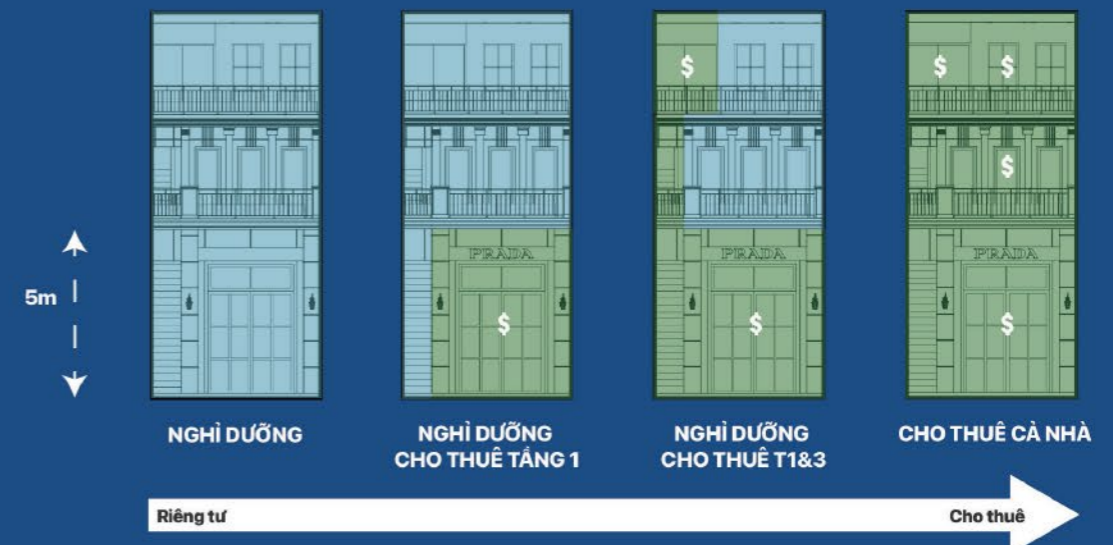 $ $ $
$
5m
PRADA PRADA PRADA
$ $ $
NGHỈ DƯỠNG
NGHỈ DƯỠNG
CHO THUÊ TẦNG 1
NGHỈ DƯỠNG
CHO THUÊ T1&3
CHO THUÊ CẢ NHÀ
Riêng tư
Cho thuê